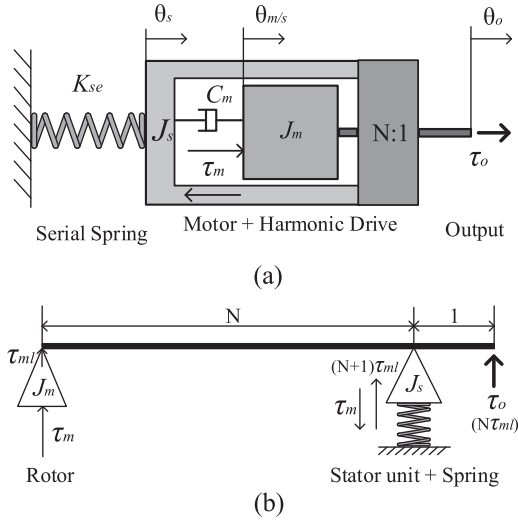 θs θm/s θo
Kse
Cm
Js Jm N:1
τm
τo
Serial Spring Motor + Harmonic Drive Output
(a)
N 1
τml (N+1)τml
Jm Js
τm τo
τm (Nτml)
Rotor Stator unit + Spring
(b)